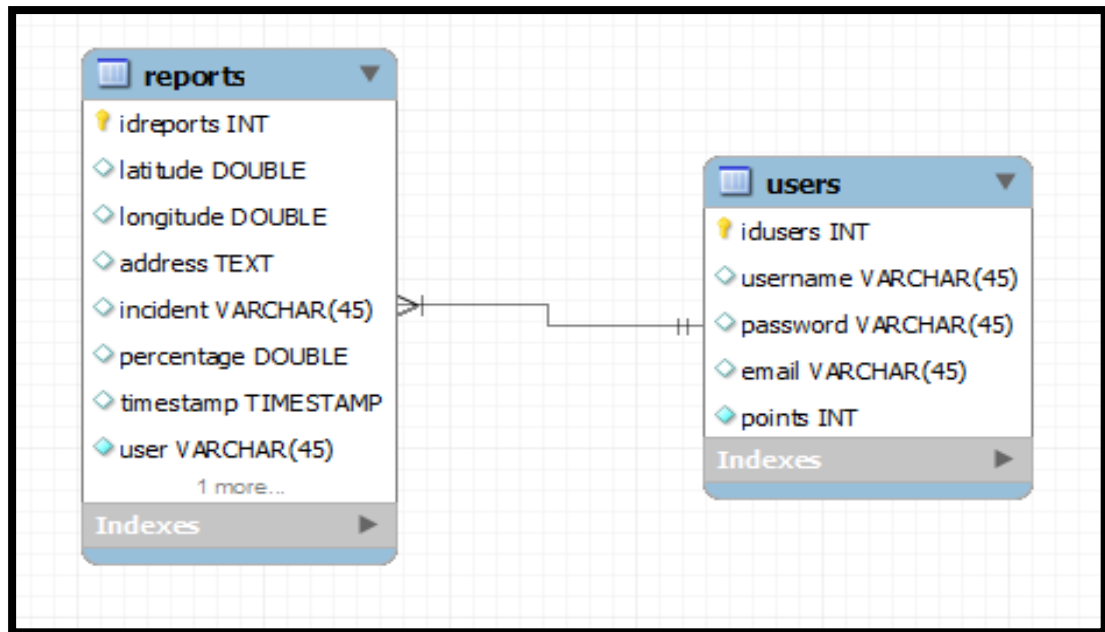 reports
idreports INT
latitude DOUBLE
longitude DOUBLE
address TEXT
incident VARCHAR(45)
percentage DOUBLE
timestamp TIMESTAMP
user VARCHAR(45)
1 more...
Indexes
users
idusers INT
username VARCHAR(45)
password VARCHAR(45)
email VARCHAR(45)
points INT
Indexes